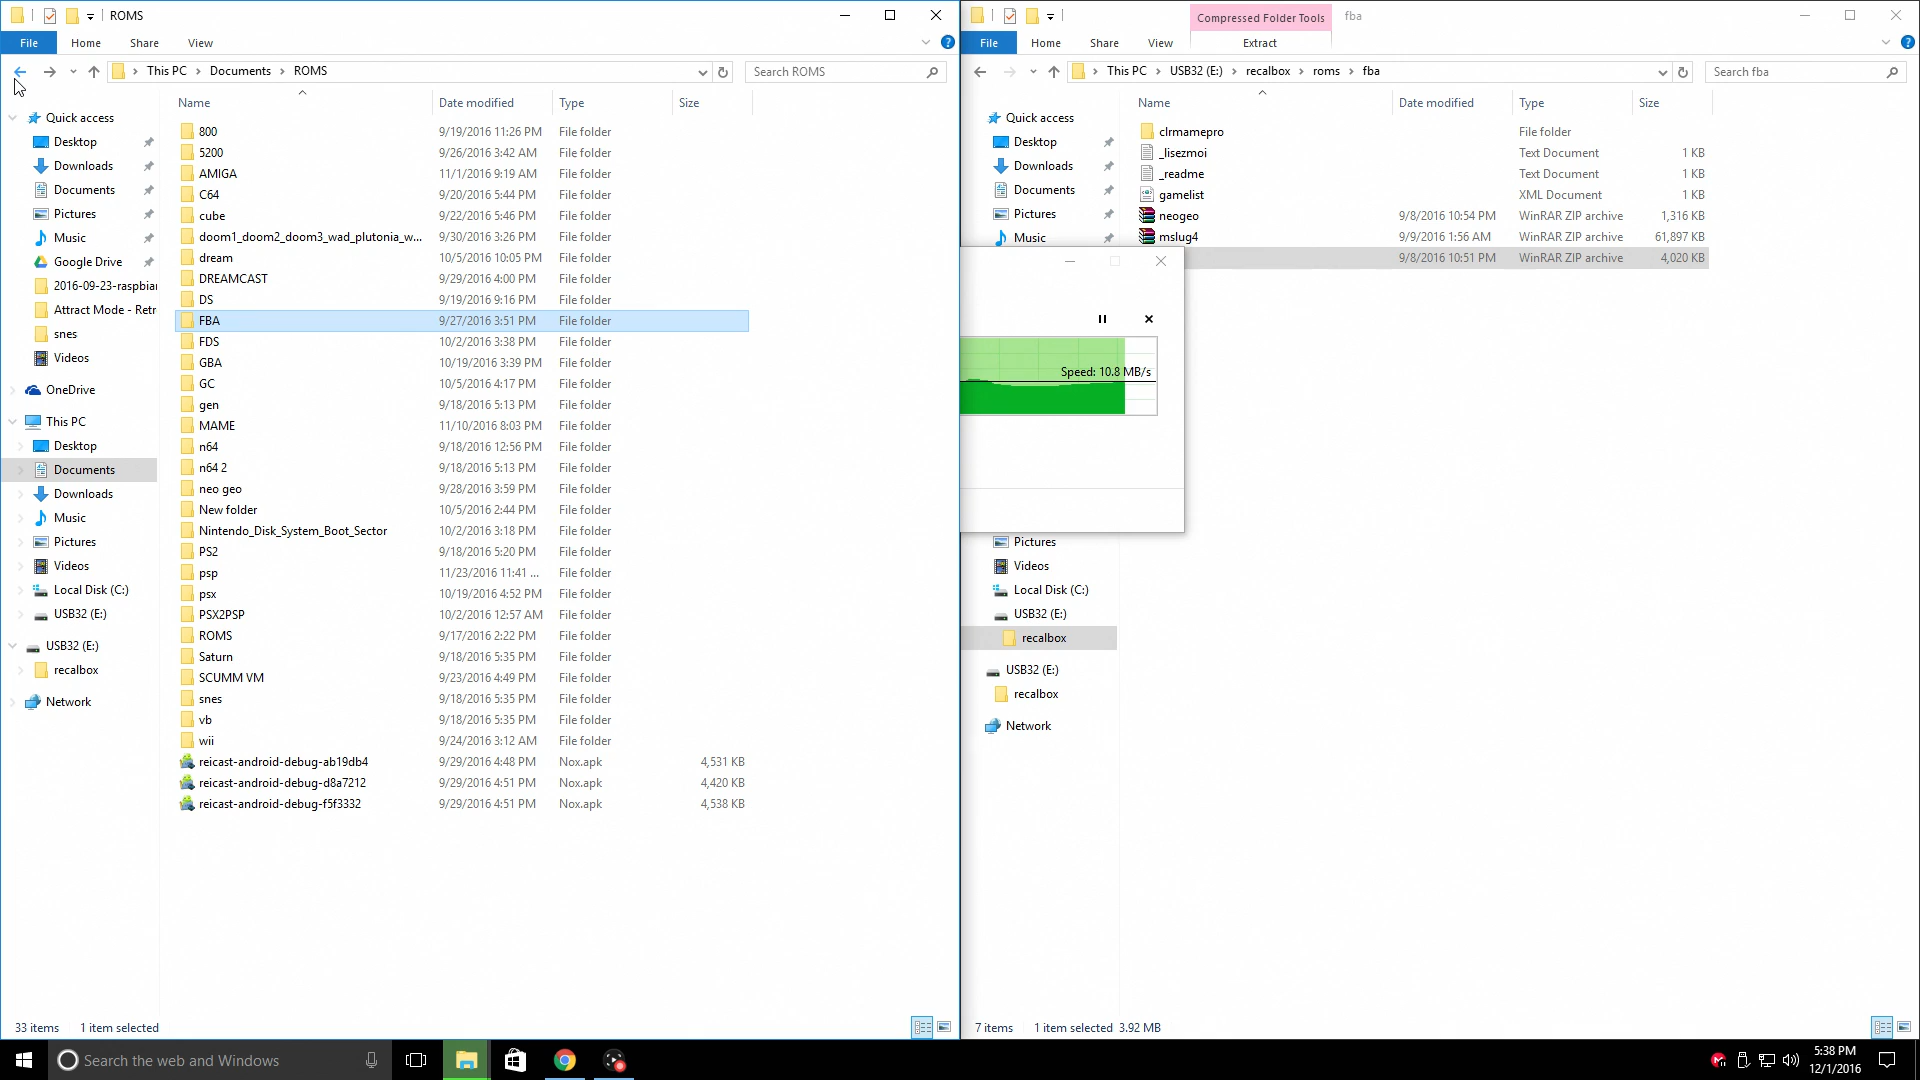 ROMS
File Home Share View
This PC Documents ROMS
Search ROMS
Name Date modified Type Size
Quick access
Desktop
Downloads
Documents
Pictures
Music
Google Drive
2016-09-23-raspbian
Attract Mode - Retr
snes
Videos
OneDrive
This PC
Desktop
Documents
Downloads
Music
Pictures
Videos
Local Disk (C:)
USB32 (E:)
USB32 (E:)
recalbox
Network
800 9/19/2016 11:26 PM File folder
5200 9/26/2016 3:42 AM File folder
AMIGA 11/1/2016 9:19 AM File folder
C64 9/20/2016 5:44 PM File folder
cube 9/22/2016 5:46 PM File folder
doom1_doom2_doom3_wad_plutonia_w... 9/30/2016 3:26 PM File folder
dream 10/5/2016 10:05 PM File folder
DREAMCAST 9/29/2016 4:00 PM File folder
DS 9/19/2016 9:16 PM File folder
FBA 9/27/2016 3:51 PM File folder
FDS 10/2/2016 3:38 PM File folder
GBA 10/19/2016 3:39 PM File folder
GC 10/5/2016 4:17 PM File folder
gen 9/18/2016 5:13 PM File folder
MAME 11/10/2016 8:03 PM File folder
n64 9/18/2016 12:56 PM File folder
n64 2 9/18/2016 5:13 PM File folder
neo geo 9/28/2016 3:59 PM File folder
New folder 10/5/2016 2:44 PM File folder
Nintendo_Disk_System_Boot_Sector 10/2/2016 3:18 PM File folder
PS2 9/18/2016 5:20 PM File folder
psp 11/23/2016 11:41 ... File folder
psx 10/19/2016 4:52 PM File folder
PSX2PSP 10/2/2016 12:57 AM File folder
ROMS 9/17/2016 2:22 PM File folder
Saturn 9/18/2016 5:35 PM File folder
SCUMM VM 9/23/2016 4:49 PM File folder
snes 9/18/2016 5:35 PM File folder
vb 9/18/2016 5:35 PM File folder
wii 9/24/2016 3:12 AM File folder
reicast-android-debug-ab19db4 9/29/2016 4:48 PM Nox.apk 4,531 KB
reicast-android-debug-d8a7212 9/29/2016 4:51 PM Nox.apk 4,420 KB
reicast-android-debug-f5f3332 9/29/2016 4:51 PM Nox.apk 4,538 KB
33 items 1 item selected
Compressed Folder Tools fba
File Home Share View Extract
This PC USB32 (E:) recalbox roms fba
Search fba
Name Date modified Type Size
Quick access
Desktop
Downloads
Documents
Pictures
Music
clrmamepro File folder
_lisezmoi Text Document 1 KB
_readme Text Document 1 KB
gamelist XML Document 1 KB
neogeo 9/8/2016 10:54 PM WinRAR ZIP archive 1,316 KB
mslug4 9/9/2016 1:56 AM WinRAR ZIP archive 61,897 KB
9/8/2016 10:51 PM WinRAR ZIP archive 4,020 KB
Speed: 10.8 MB/s
Pictures
Videos
Local Disk (C:)
USB32 (E:)
recalbox
USB32 (E:)
recalbox
Network
7 items 1 item selected 3.92 MB
Search the web and Windows
5:38 PM
12/1/2016